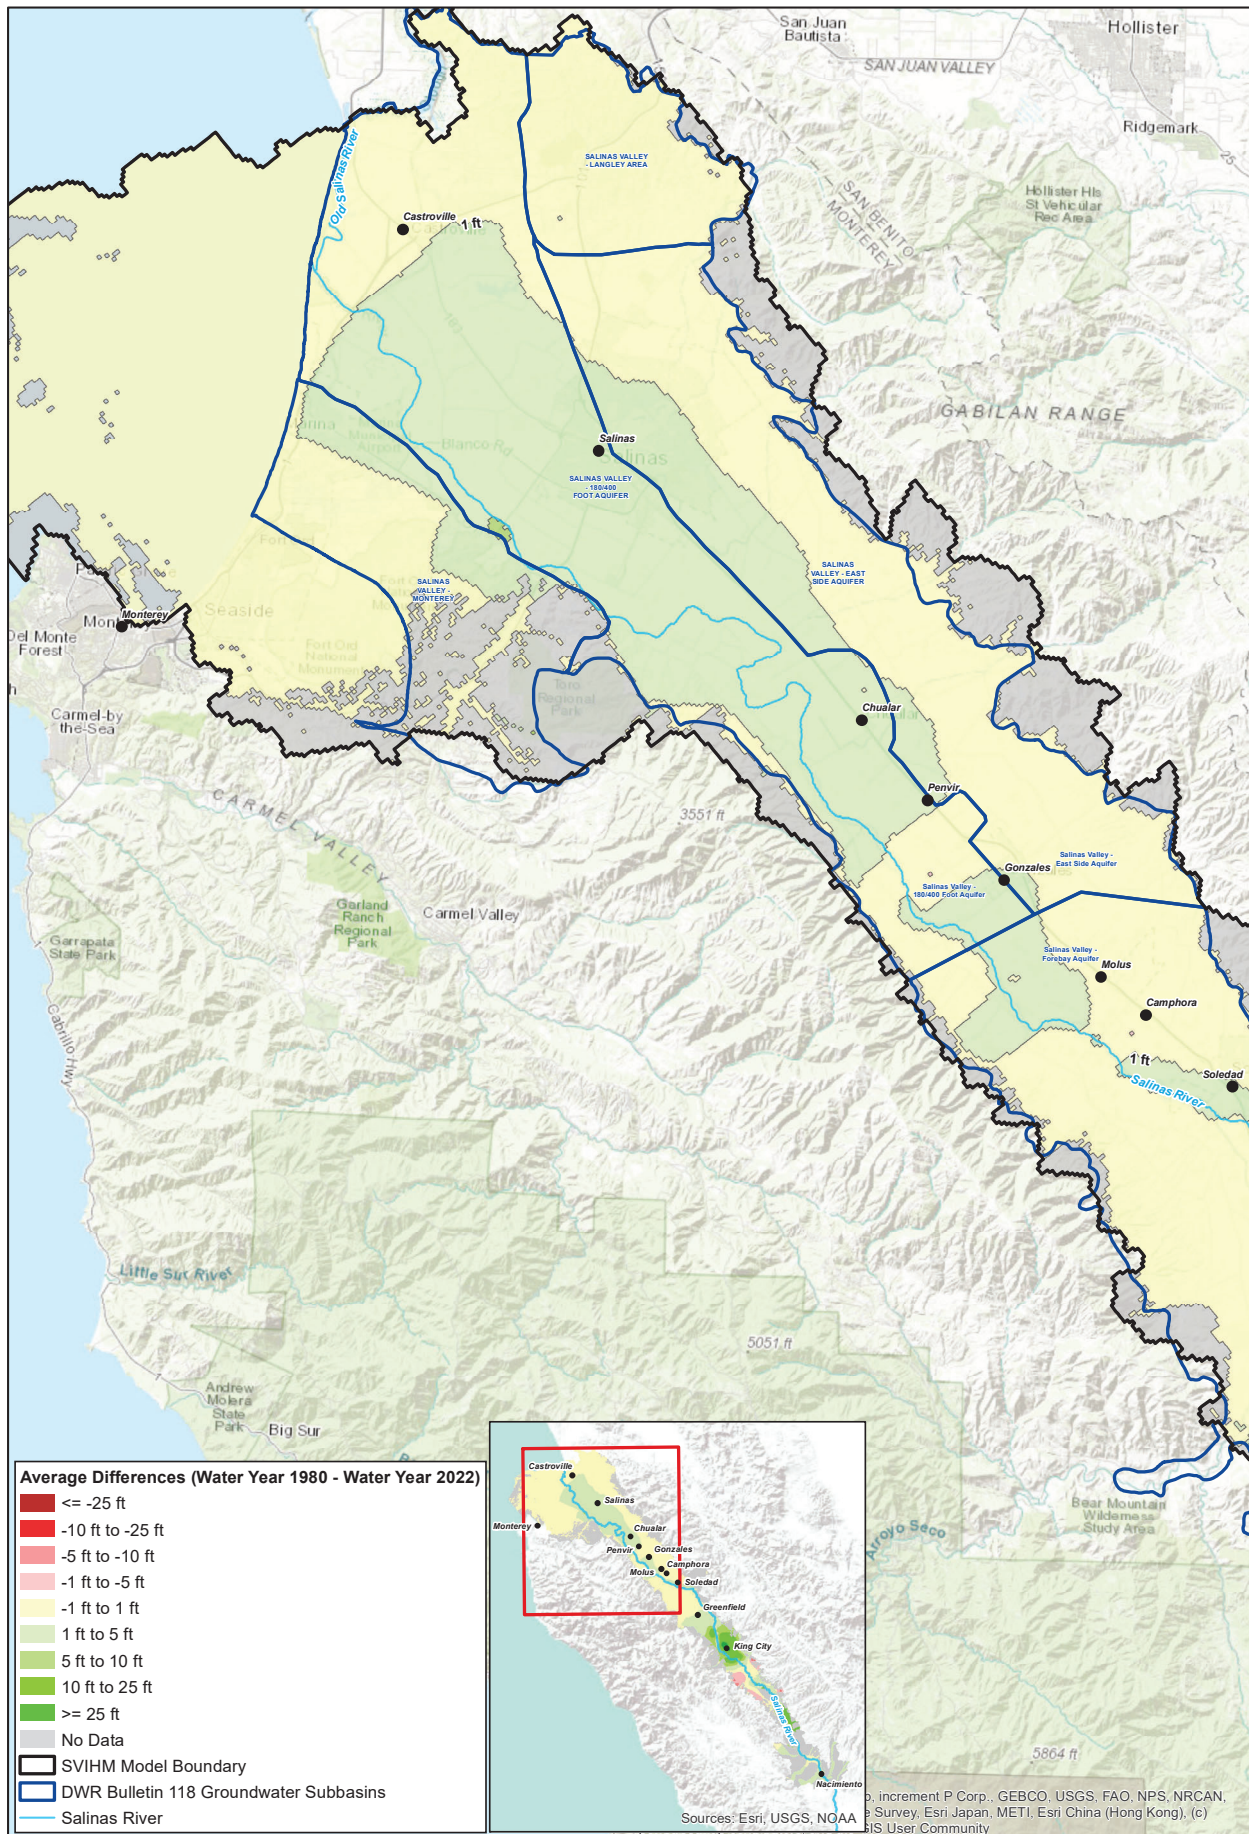 San Juan
Bautista
Hollister
SAN JUAN VALLEY
Ridgemark
25
Hollister Hls
St Vehicular
Rec Area
SAN BENITO
MONTEREY
SALINAS VALLEY
- LANGLEY AREA
(Old) Salinas River
Castroville
Castroville
1 ft
101
183
GABILAN RANGE
Blanco Rd
Salinas
Salinas
SALINAS VALLEY
- 180/400
FOOT AQUIFER
SALINAS
VALLEY - EAST
SIDE AQUIFER
SALINAS
VALLEY -
MONTEREY
Seaside
Monterey
Del Monte
Forest
Fort Ord
National
Monument
Toro
Regional
Park
Carmel-by
the-Sea
Chualar
Penvir
CARMEL VALLEY
3551 ft
Gonzales
Salinas Valley -
East Side Aquifer
Salinas Valley -
180/400 Foot Aquifer
Garland
Ranch
Regional
Park
Carmel Valley
Garrapata
State Park
Salinas Valley -
Forebay Aquifer
Molus
Camphora
Cabrillo Hwy
1 ft
Soledad
Salinas River
Little Sur River
5051 ft
Andrew
Molera
State
Park
Big Sur
Bear Mountain
Wilderness
Study Area
Arroyo Seco
5864 ft
Average Differences (Water Year 1980 - Water Year 2022)
<= -25 ft
-10 ft to -25 ft
-5 ft to -10 ft
-1 ft to -5 ft
-1 ft to 1 ft
1 ft to 5 ft
5 ft to 10 ft
10 ft to 25 ft
>= 25 ft
No Data
SVIHM Model Boundary
DWR Bulletin 118 Groundwater Subbasins
Salinas River
Castroville
Salinas
Monterey
Chualar
Penvir
Gonzales
Camphora
Molus
Soledad
Greenfield
King City
Salinas River
Nacimiento
Sources: Esri, USGS, NOAA
increment P Corp., GEBCO, USGS, FAO, NPS, NRCAN,
Survey, Esri Japan, METI, Esri China (Hong Kong), (c)
GIS User Community